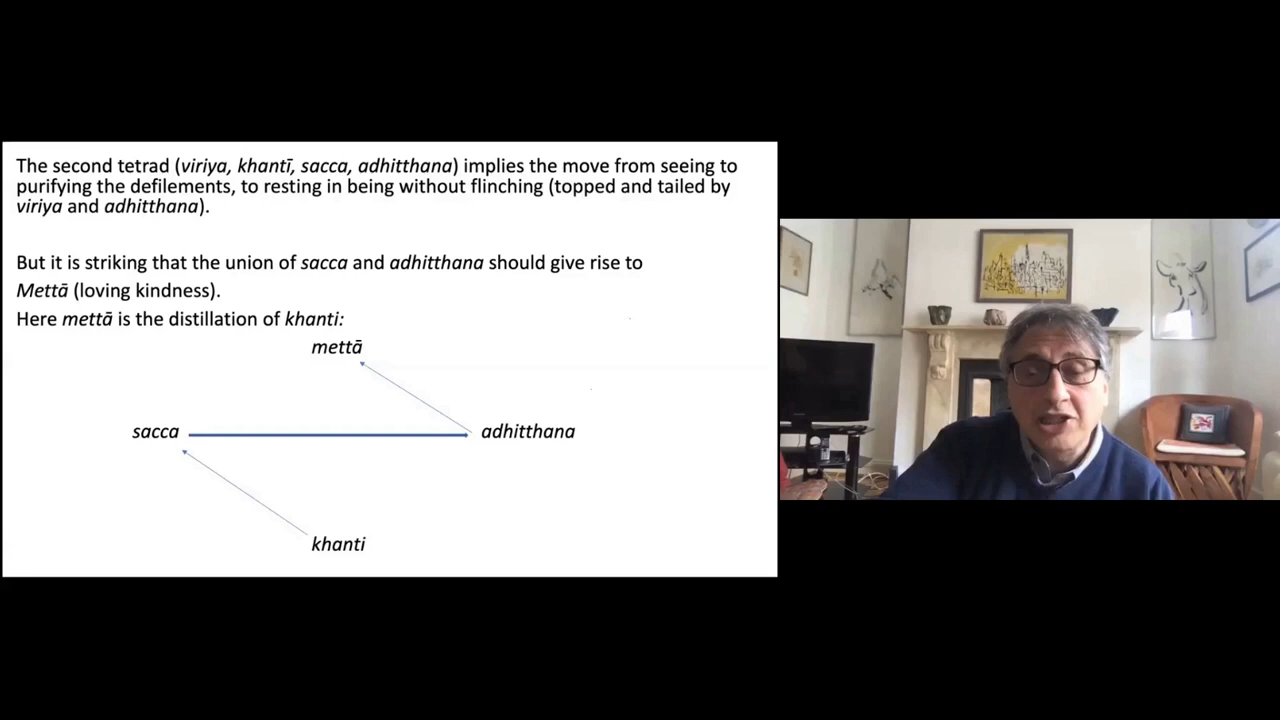 The second tetrad (viriya, khantī, sacca, adhitthana) implies the move from seeing to
purifying the defilements, to resting in being without flinching (topped and tailed by
viriya and adhitthana).
But it is striking that the union of sacca and adhitthana should give rise to
Mettā (loving kindness).
Here mettā is the distillation of khanti:
mettā
sacca
adhitthana
khanti